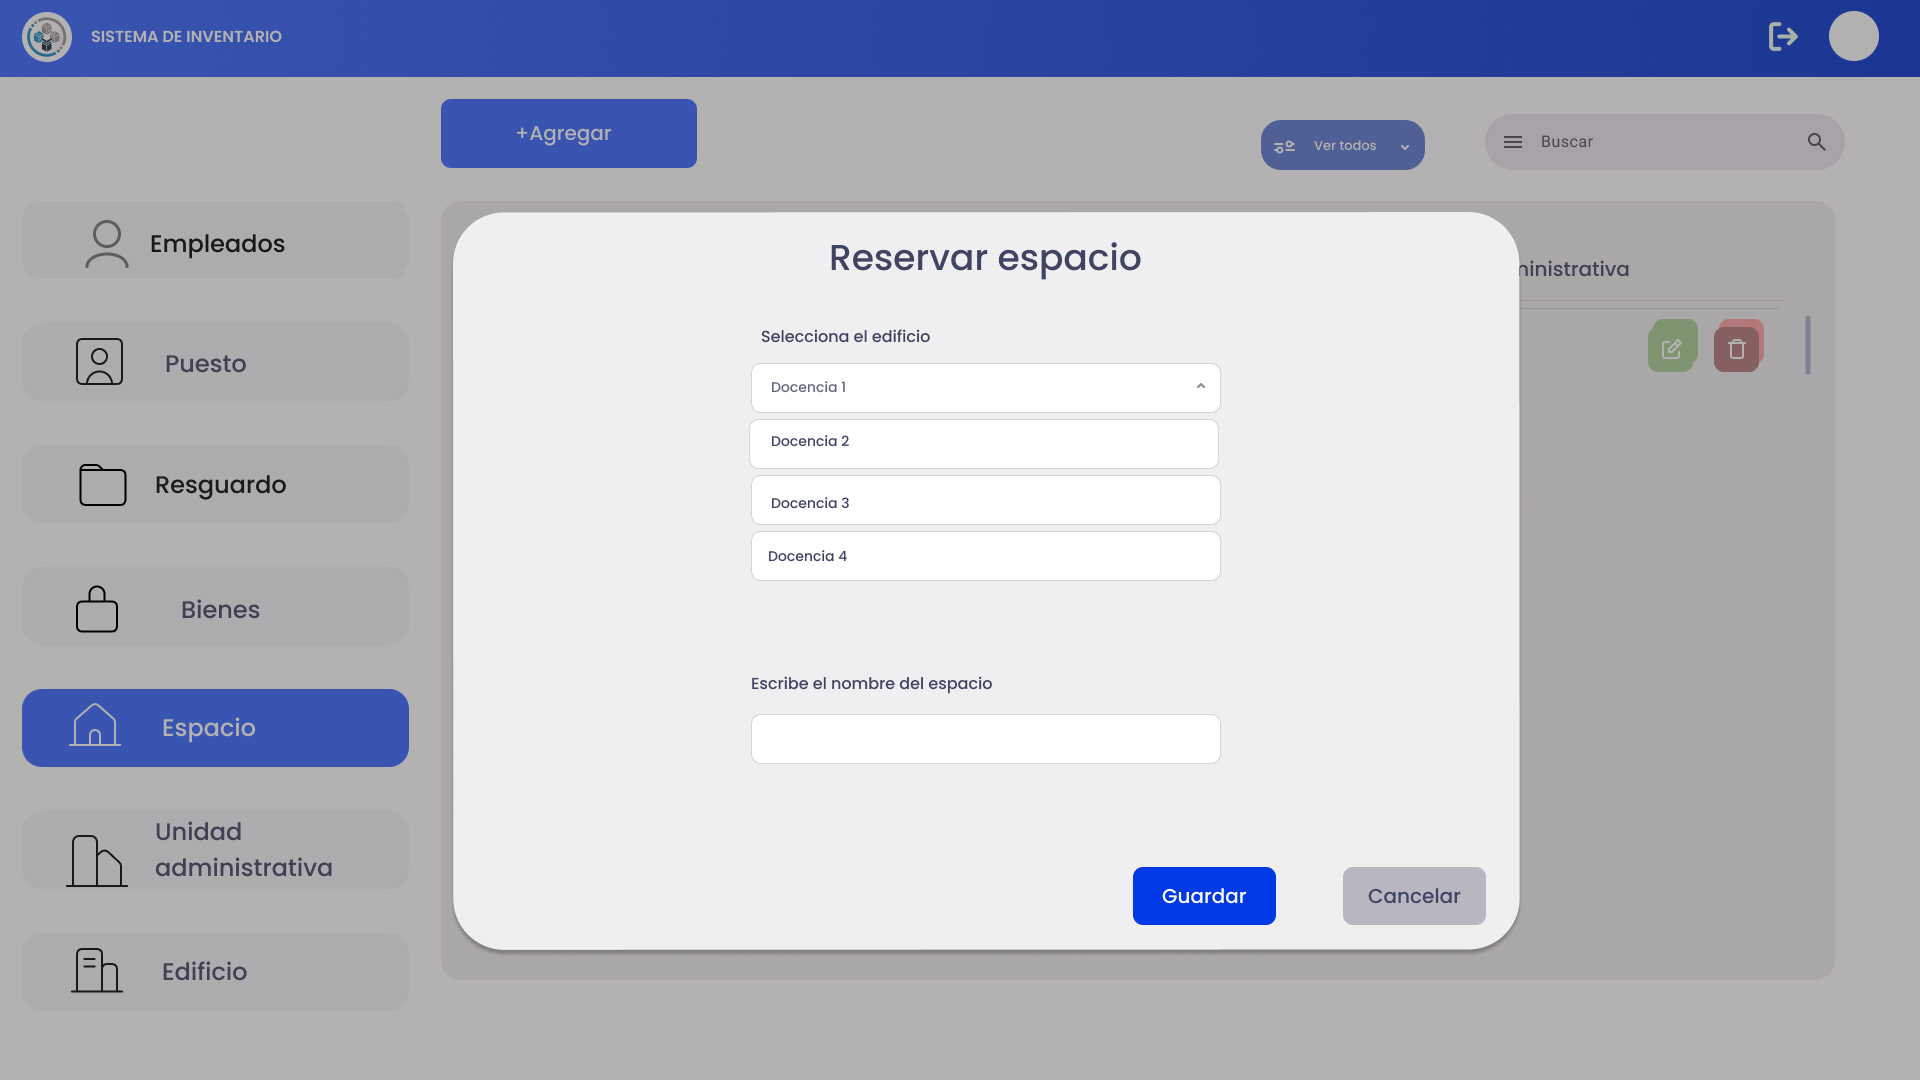 SISTEMA DE INVENTARIO
+Agregar
Ver todos
Buscar
Empleados
Puesto
Resguardo
Bienes
Espacio
Unidad
administrativa
Edificio
ministrativa
Reservar espacio
Selecciona el edificio
Docencia 1
Docencia 2
Docencia 3
Docencia 4
Escribe el nombre del espacio
Guardar
Cancelar